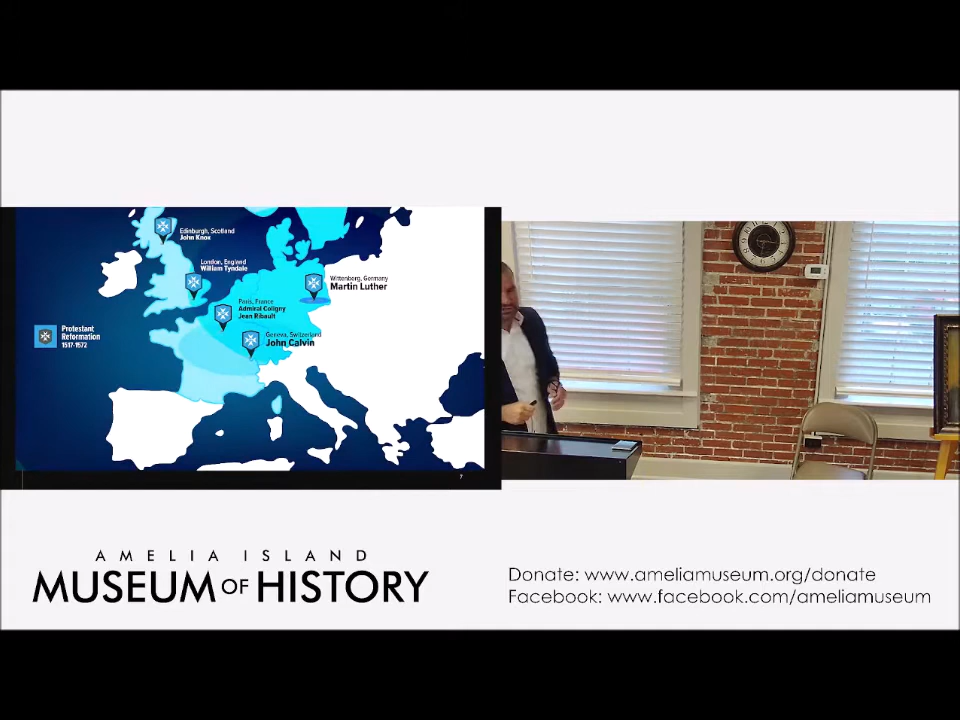 Edinburgh, Scotland
John Knox
London, England
William Tyndale
Wittenberg, Germany
Martin Luther
Paris, France
Admiral Coligny
Jean Ribault
Geneva, Switzerland
John Calvin
Protestant
Reformation
1517-1572
7
AMELIA ISLAND
MUSEUM OF HISTORY
Donate: www.ameliamuseum.org/donate
Facebook: www.facebook.com/ameliamuseum